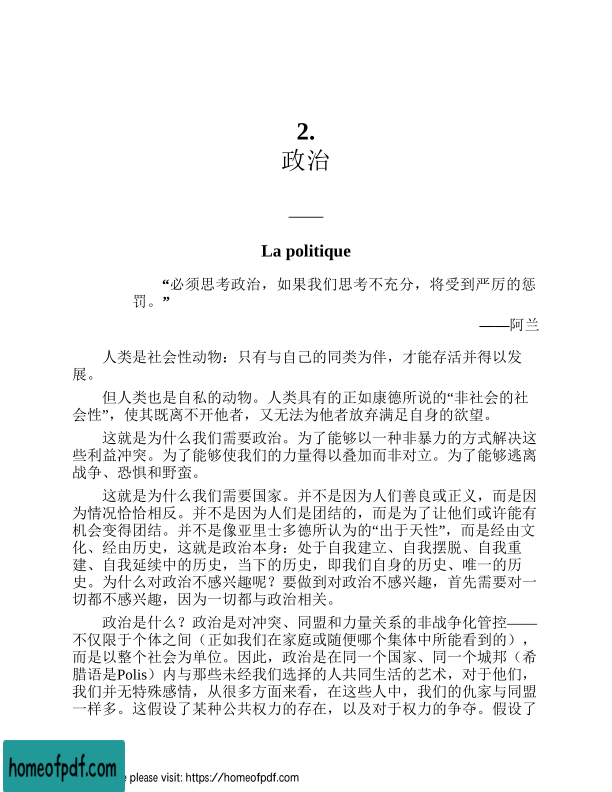 2.
政治
——
La politique
“必须思考政治，如果我们思考不充分，将受到严厉的惩
罚。”
——阿兰
人类是社会性动物：只有与自己的同类为伴，才能存活并得以发
展。
但人类也是自私的动物。人类具有的正如康德所说的“非社会的社
会性”，使其既离不开他者，又无法为他者放弃满足自身的欲望。
这就是为什么我们需要政治。为了能够以一种非暴力的方式解决这
些利益冲突。为了能够使我们的力量得以叠加而非对立。为了能够逃离
战争、恐惧和野蛮。
这就是为什么我们需要国家。并不是因为人们善良或正义，而是因
为情况恰恰相反。并不是因为人们是团结的，而是为了让他们或许能有
机会变得团结。并不是像亚里士多德所认为的“出于天性”，而是经由文
化、经由历史，这就是政治本身：处于自我建立、自我摆脱、自我重
建、自我延续中的历史，当下的历史，即我们自身的历史、唯一的历
史。为什么对政治不感兴趣呢？要做到对政治不感兴趣，首先需要对一
切都不感兴趣，因为一切都与政治相关。
政治是什么？政治是对冲突、同盟和力量关系的非战争化管控——
不仅限于个体之间（正如我们在家庭或随便哪个集体中所能看到的），
而是以整个社会为单位。因此，政治是在同一个国家、同一个城邦（希
腊语是Polis）内与那些未经我们选择的人共同生活的艺术，对于他们，
我们并无特殊感情，从很多方面来看，在这些人中，我们的仇家与同盟
一样多。这假设了某种公共权力的存在，以及对于权力的争夺。假设了
homeofpdf.com
please visit: https://homeofpdf.com